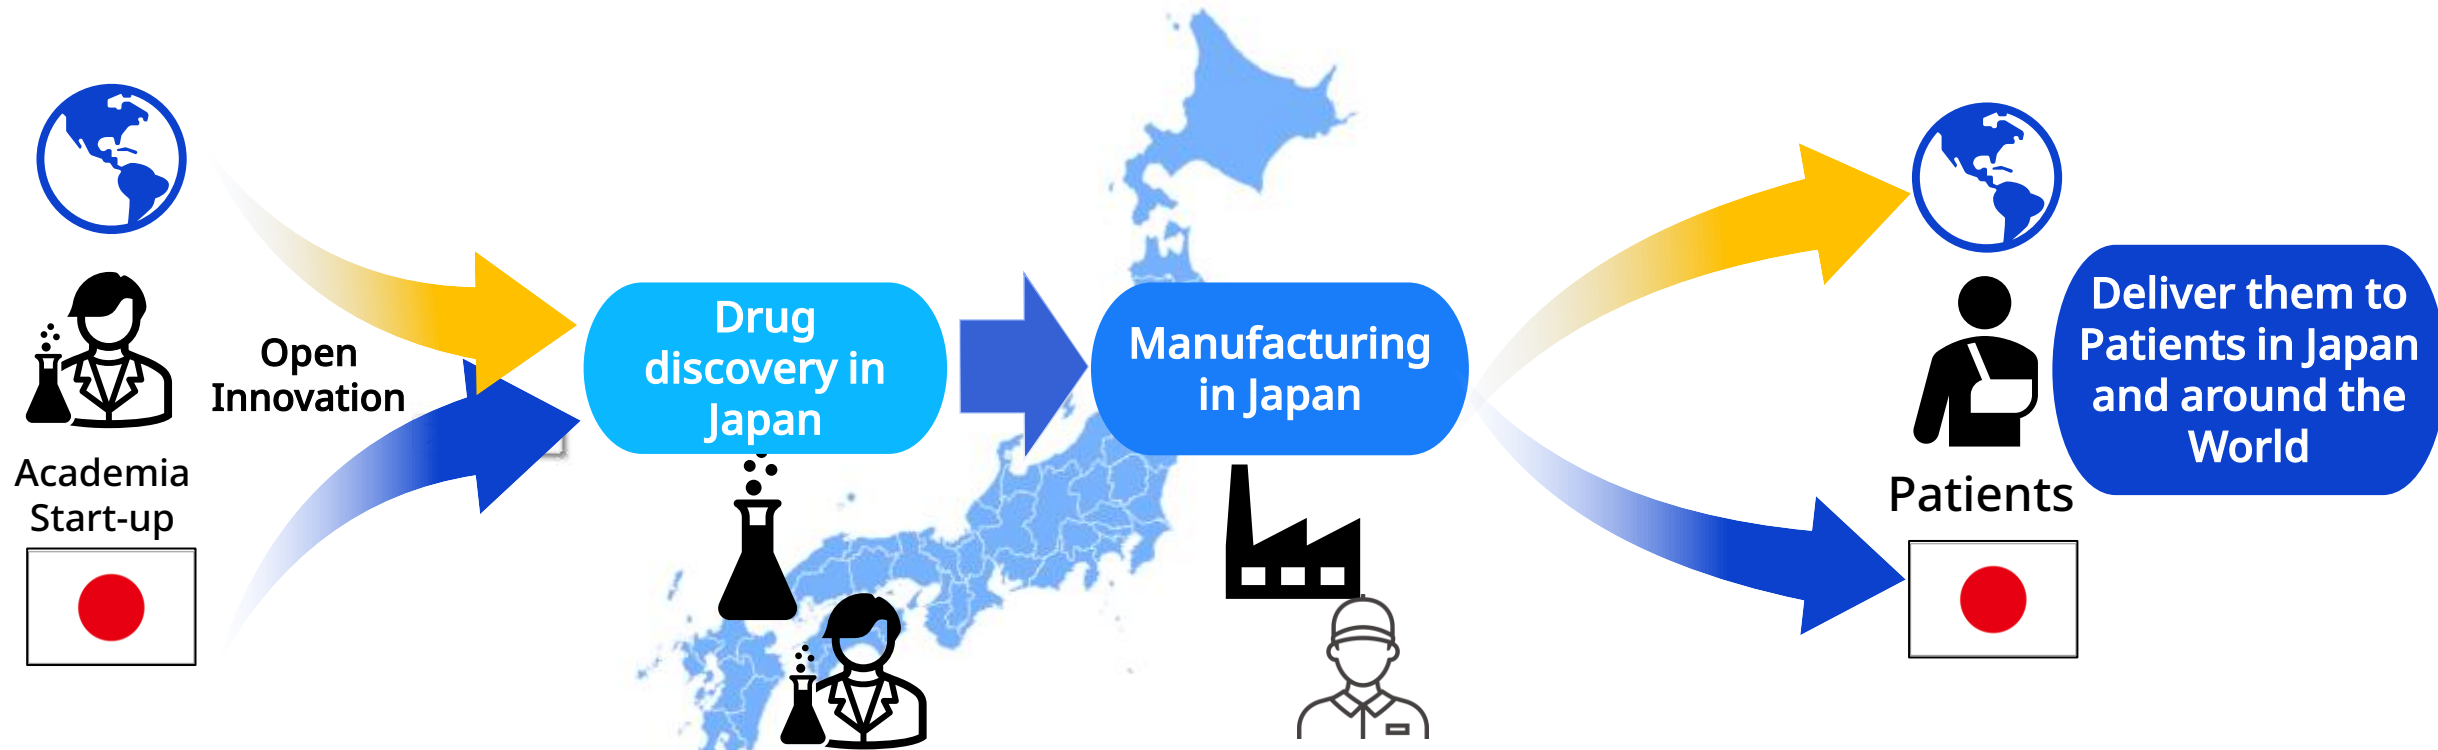 Open
Innovation
Academia
Start-up
Drug
discovery in
Japan
Manufacturing
in Japan
Patients
Deliver them to
Patients in Japan
and around the
World